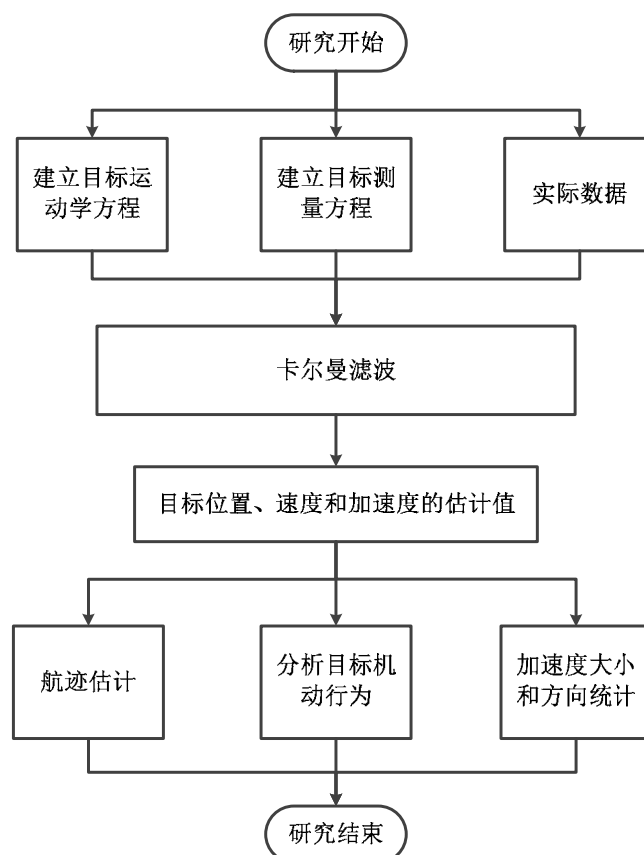 研究开始
建立目标运
动学方程
建立目标测
量方程
实际数据
卡尔曼滤波
目标位置、速度和加速度的估计值
航迹估计
分析目标机
动行为
加速度大小
和方向统计
研究结束